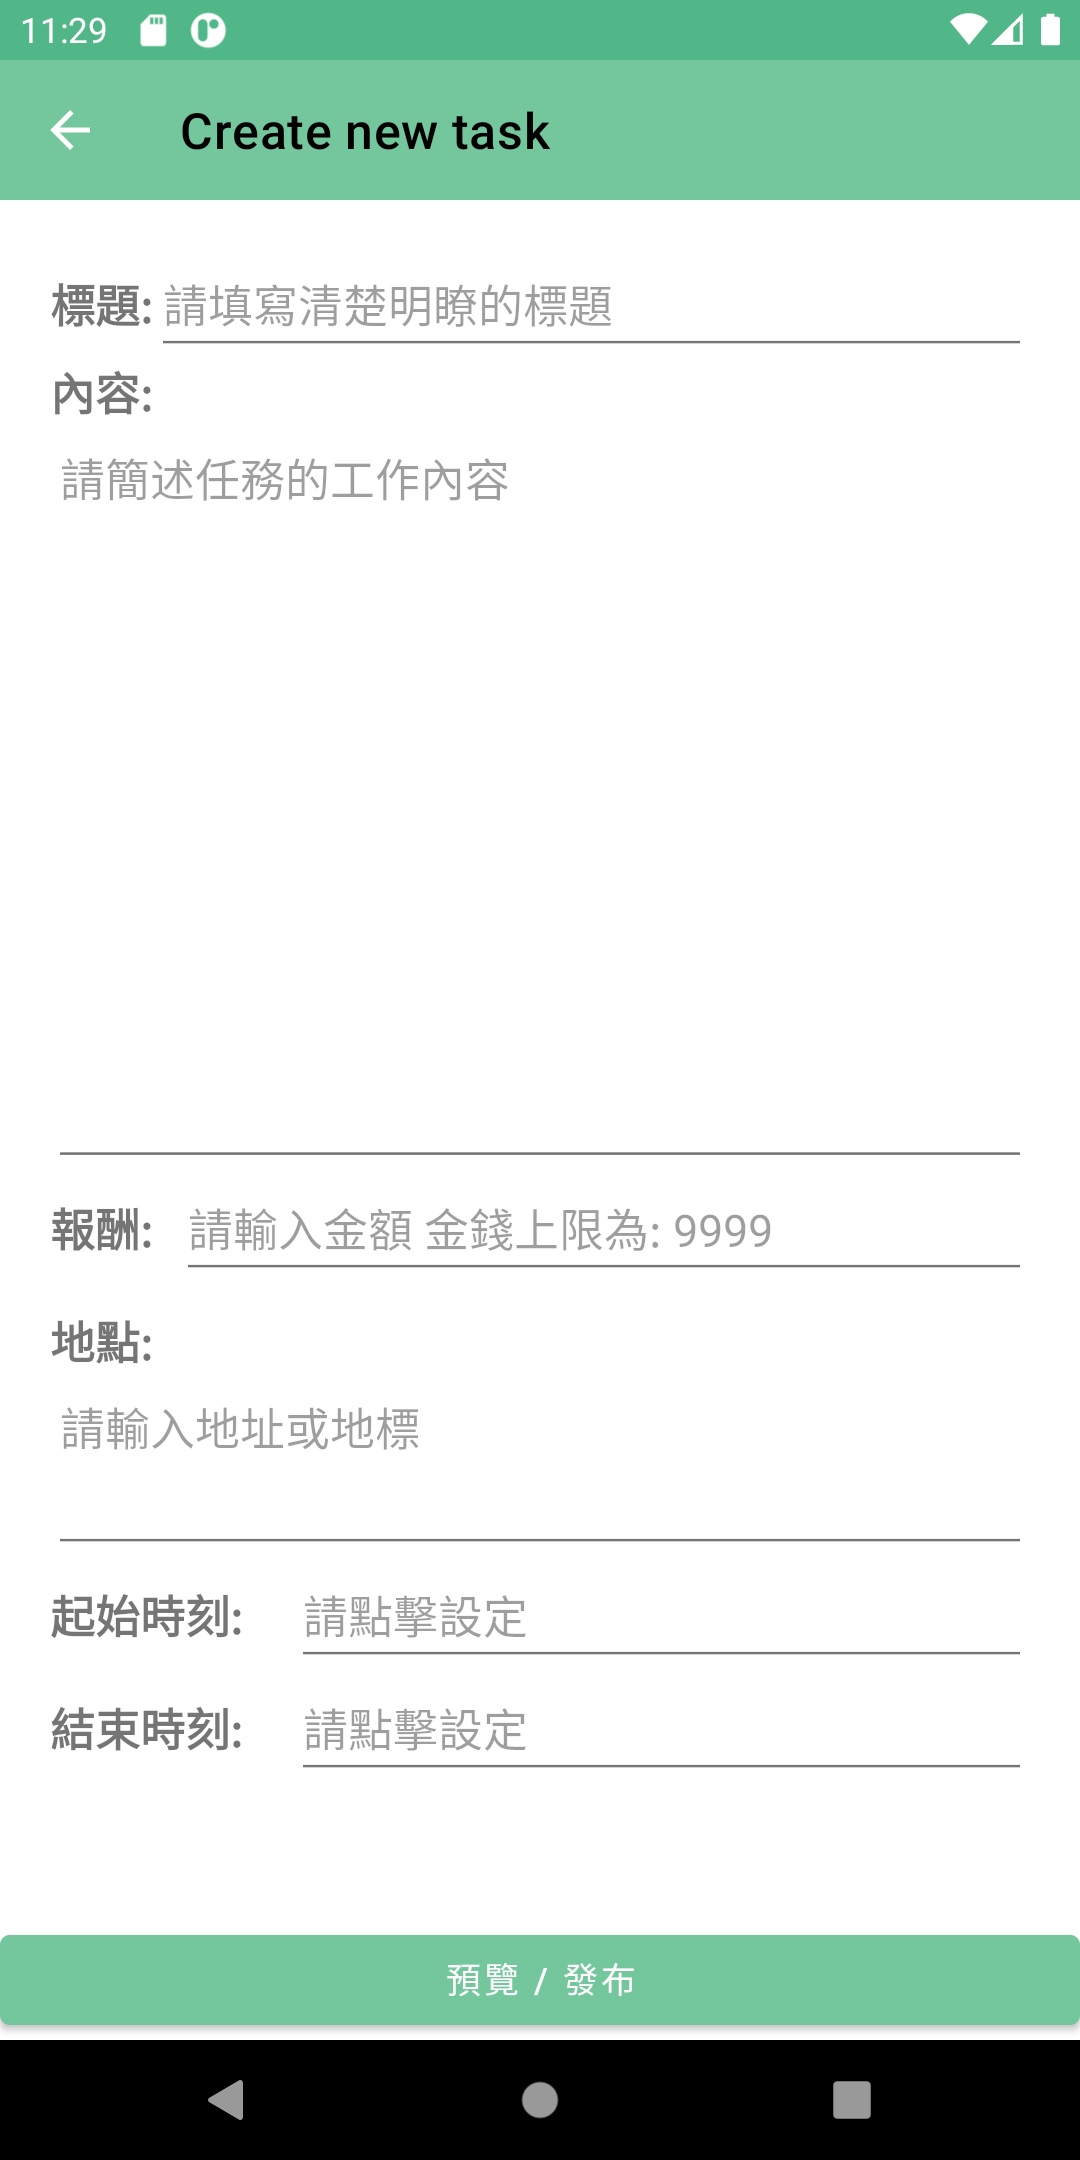 11:29
Create new task
標題: 請填寫清楚明瞭的標題
內容:
請簡述任務的工作內容
報酬: 請輸入金額 金錢上限為: 9999
地點:
請輸入地址或地標
起始時刻: 請點擊設定
結束時刻: 請點擊設定
預覽 / 發布